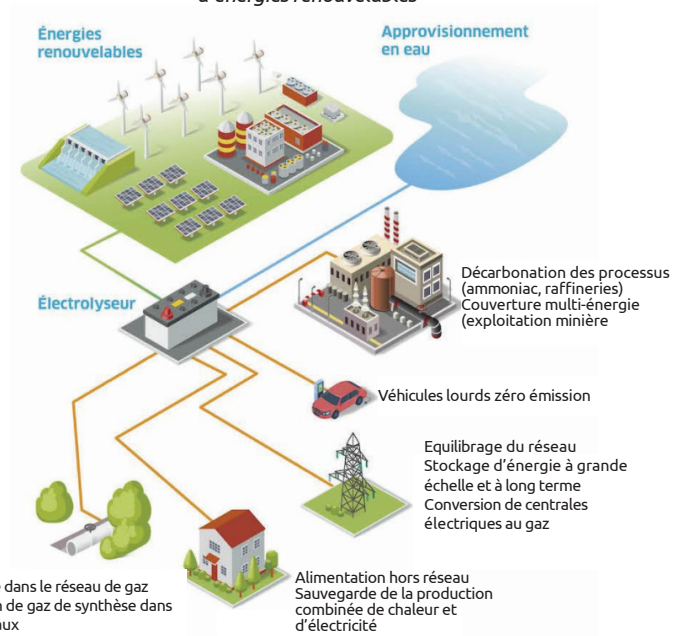 d'énergies renouvelables
Énergies
renouvelables
Approvisionnement
en eau
Électrolyseur
Décarbonation des processus
(ammoniac, raffineries)
Couverture multi-énergie
(exploitation minière
Véhicules lourds zéro émission
Equilibrage du réseau
Stockage d'énergie à grande
échelle et à long terme
Conversion de centrales
électriques au gaz
dans le réseau de gaz
de gaz de synthèse dans
Alimentation hors réseau
Sauvegarde de la production
combinée de chaleur et
d'électricité